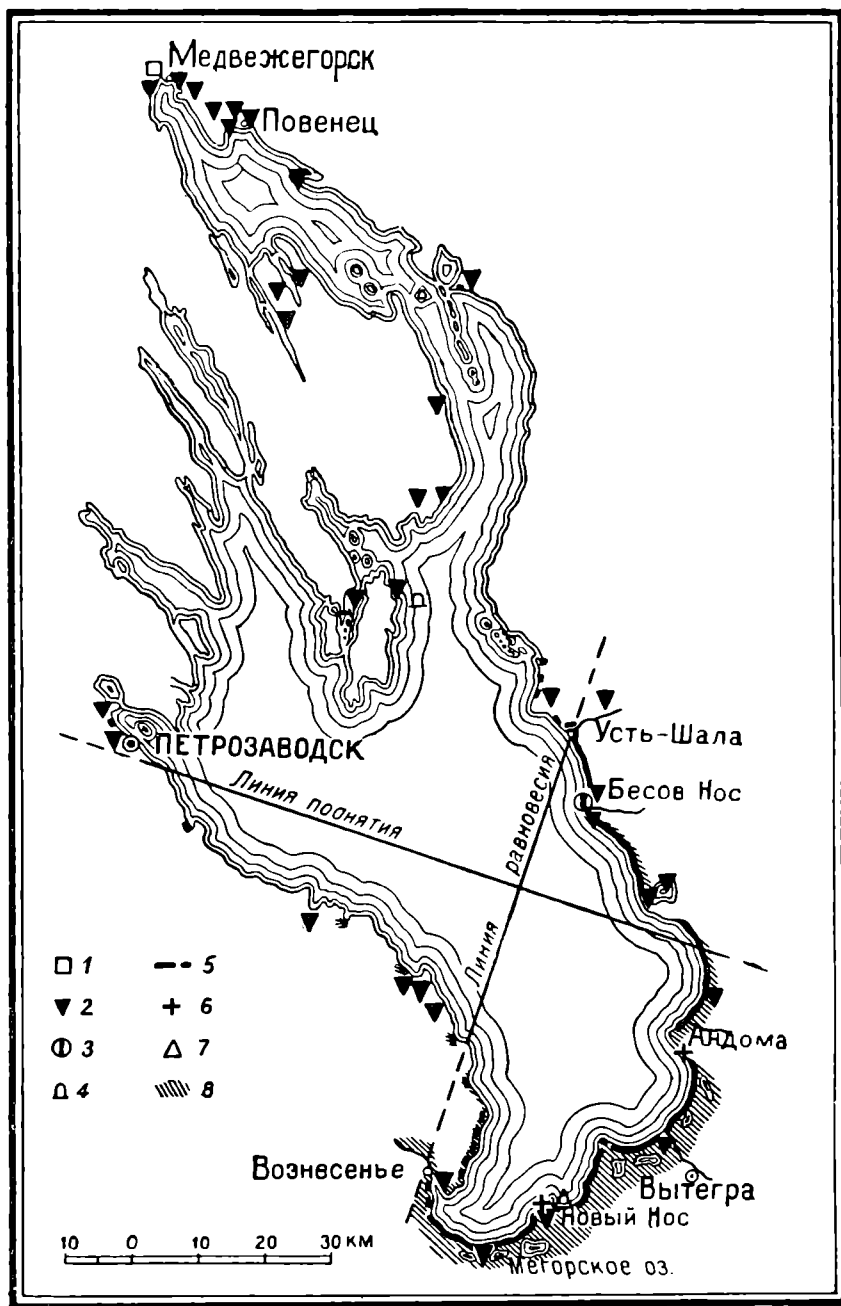 Медвежегорск
Повенец
Усть-Шала
ПЕТРОЗАВОДСК
Линия поднятия
Линия равновесия
Бесов Нос
1
5
2
6
3
7
4
8
Андома
Вознесенье
Вытегра
Новый Нос
Мегорское оз.
10 0 10 20 30 км